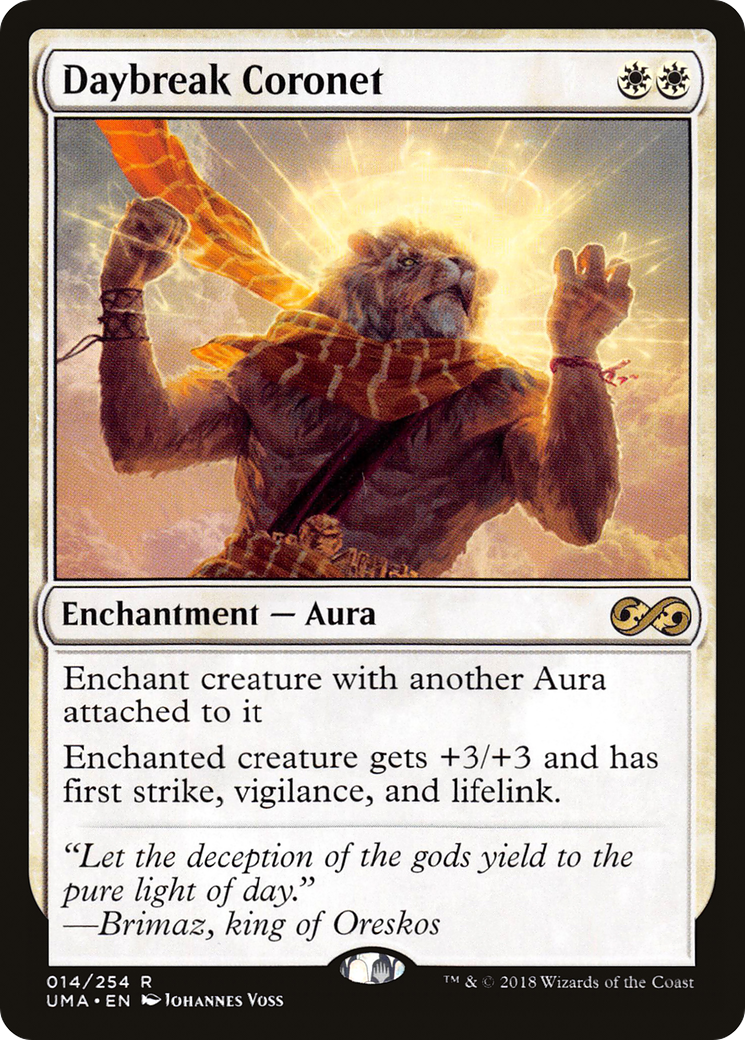 Daybreak Coronet
Enchantment — Aura
Enchant creature with another Aura
attached to it
Enchanted creature gets +3/+3 and has
first strike, vigilance, and lifelink.
“Let the deception of the gods yield to the
pure light of day.”
—Brimaz, king of Oreskos
014/254 R
UMA • EN Johannes Voss
™ & © 2018 Wizards of the Coast